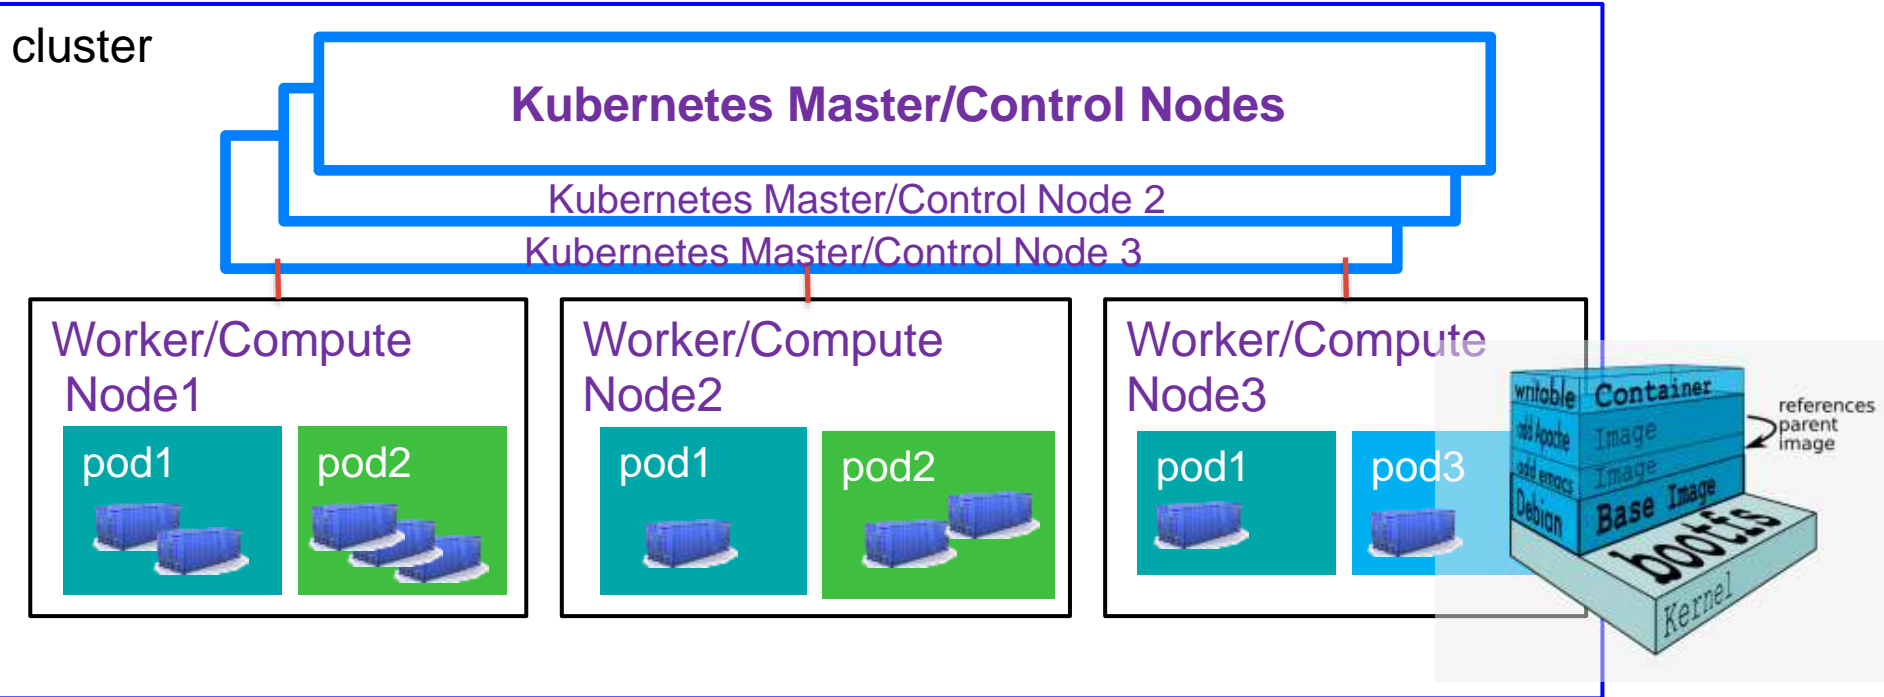 cluster
Kubernetes Master/Control Nodes
Kubernetes Master/Control Node 2
Kubernetes Master/Control Node 3
Worker/Compute
Node1
pod1
pod2
Worker/Compute
Node2
pod1
pod2
Worker/Compute
Node3
pod1
pod3
writable
Container
add Apache
Image
add emacs
Image
Debian
Base Image
bootfs
Kernel
references
parent
image